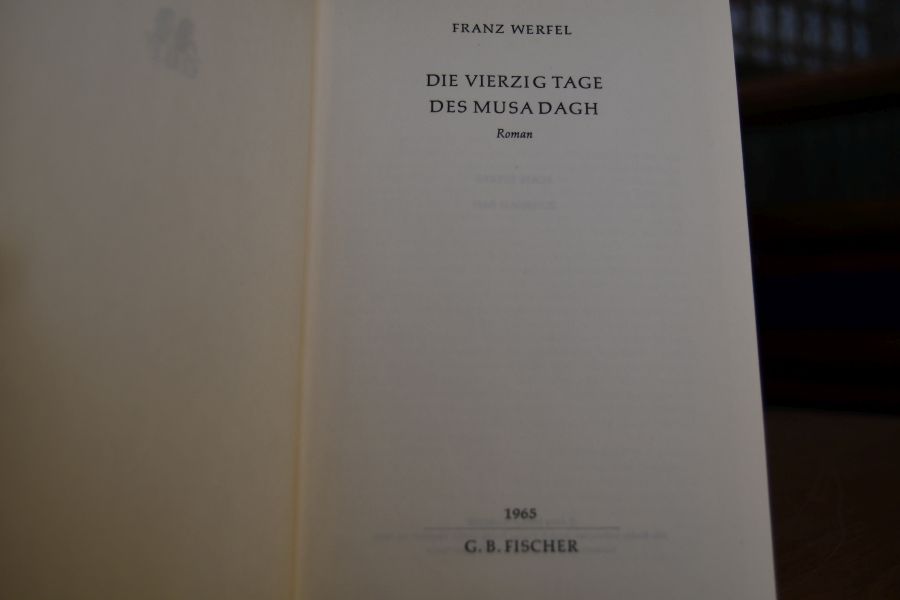 FRANZ WERFEL
DIE VIERZIG TAGE
DES MUSA DAGH
Roman
1965
G. B. FISCHER